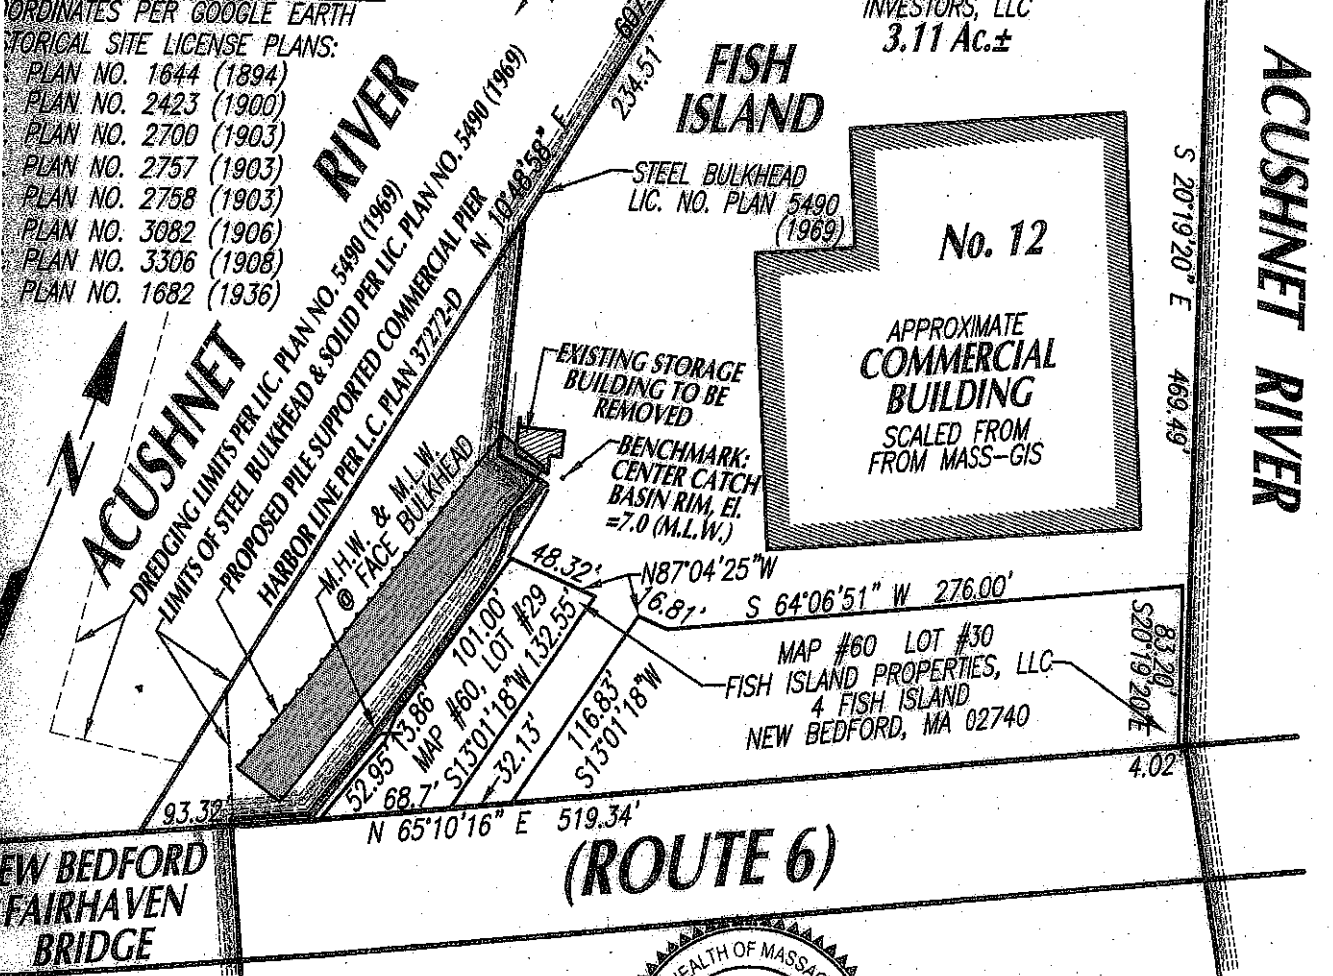 ORDINATES PER GOOGLE EARTH
TORICAL SITE LICENSE PLANS:
PLAN NO. 1644 (1894)
PLAN NO. 2423 (1900)
PLAN NO. 2700 (1903)
PLAN NO. 2757 (1903)
PLAN NO. 2758 (1903)
PLAN NO. 3082 (1906)
PLAN NO. 3306 (1908)
PLAN NO. 1682 (1936)
INVESTORS, LLC
3.11 Ac.±
FISH
ISLAND
ACUSHNET RIVER
ACUSHNET RIVER
N
DREDGING LIMITS PER LIC. PLAN NO. 5490 (1969)
LIMITS OF STEEL BULKHEAD & SOLID PER LIC. PLAN NO. 5490 (1969)
PROPOSED PILE SUPPORTED COMMERCIAL PIER
HARBOR LINE PER L.C. PLAN 37272-D
N 10°48'58" E
234.51'
STEEL BULKHEAD
LIC. NO. PLAN 5490
(1969)
No. 12
APPROXIMATE
COMMERCIAL
BUILDING
SCALED FROM
FROM MASS-GIS
S 20°19'20" E 469.49'
EXISTING STORAGE
BUILDING TO BE
REMOVED
BENCHMARK:
CENTER CATCH
BASIN RIM, El.
=7.0 (M.L.W.)
M.H.W. & M.L.W.
@ FACE BULKHEAD
48.32'
N87°04'25"W
16.81'
S 64°06'51" W 276.00'
101.00'
13.86'
52.95'
MAP #60, LOT #29
S13°01'18"W 132.55'
116.83'
S13°01'18"W
32.13'
68.7'
MAP #60 LOT #30
FISH ISLAND PROPERTIES, LLC
4 FISH ISLAND
NEW BEDFORD, MA 02740
83.20'
S20°19'20"E
4.02'
93.32'
N 65°10'16" E 519.34'
(ROUTE 6)
EW BEDFORD
FAIRHAVEN
BRIDGE
EALTH OF MASSAC